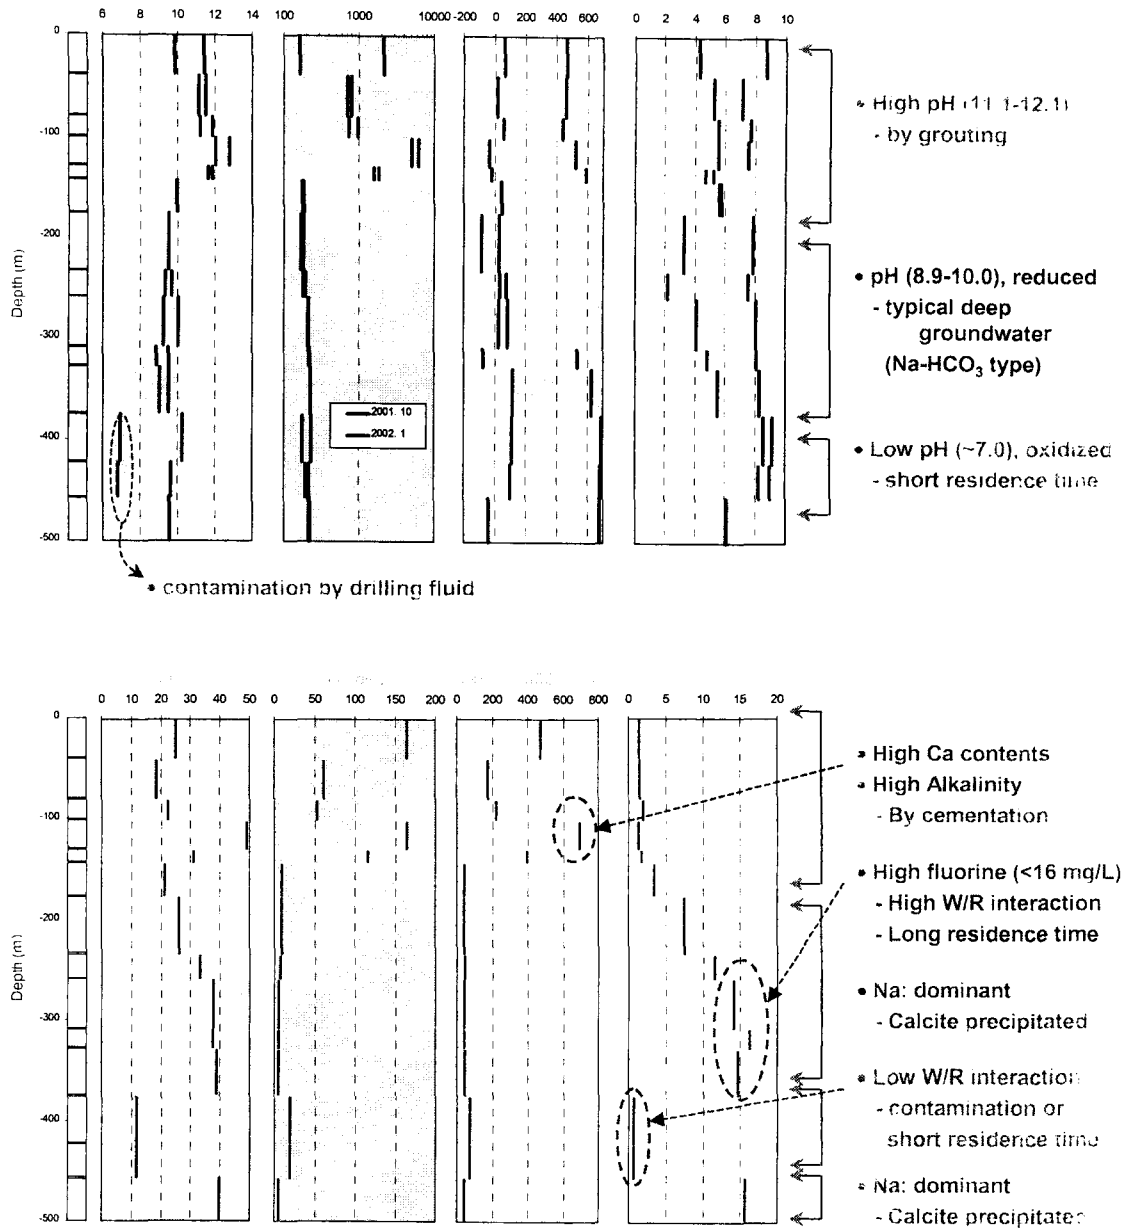 6 8 10 12 14
100 1000 10000
-200 0 200 400 600
0 2 4 6 8 10
0
-100
-200
-300
-400
-500
Depth (m)
2001. 10
2002. 1
• High pH (11.1-12.1)
- by grouting
• pH (8.9-10.0), reduced
- typical deep
groundwater
(Na-HCO₃ type)
• Low pH (~7.0), oxidized
- short residence time
• contamination by drilling fluid
0 10 20 30 40 50
0 50 100 150 200
0 200 400 600 800
0 5 10 15 20
0
-100
-200
-300
-400
-500
Depth (m)
• High Ca contents
• High Alkalinity
- By cementation
• High fluorine (<16 mg/L)
- High W/R interaction
- Long residence time
• Na: dominant
- Calcite precipitated
• Low W/R interaction
- contamination or
short residence time
• Na: dominant
- Calcite precipitated